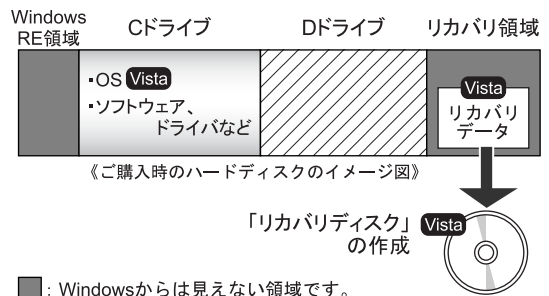 Windows
RE領域
Cドライブ
Dドライブ
リカバリ領域
・OS Vista
・ソフトウェア、
ドライバなど
Vista
リカバリ
データ
《ご購入時のハードディスクのイメージ図》
「リカバリディスク」 Vista
の作成
：Windowsからは見えない領域です。